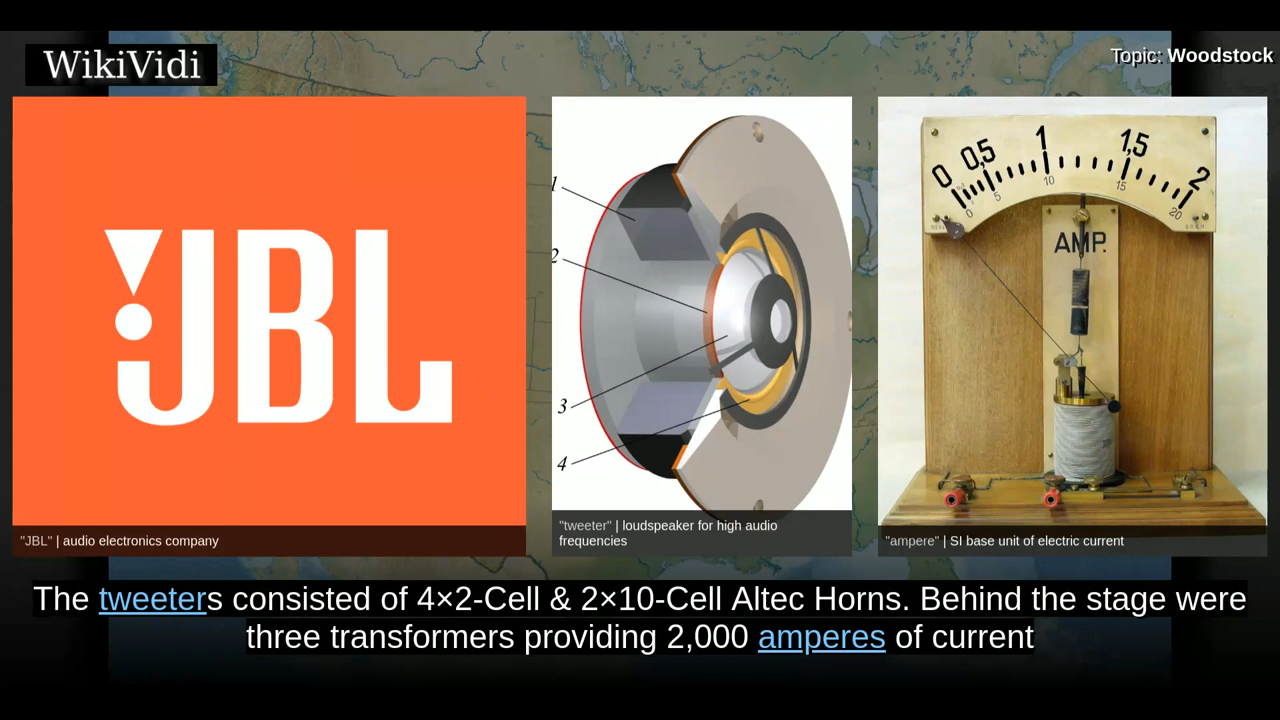 WikiVidi
Topic: Woodstock
JBL
"JBL" | audio electronics company
1
2
3
4
"tweeter" | loudspeaker for high audio
frequencies
0 0,5 1 1,5 2
0 5 10 15 20
AMP.
"ampere" | SI base unit of electric current
The tweeters consisted of 4×2-Cell & 2×10-Cell Altec Horns. Behind the stage were
three transformers providing 2,000 amperes of current